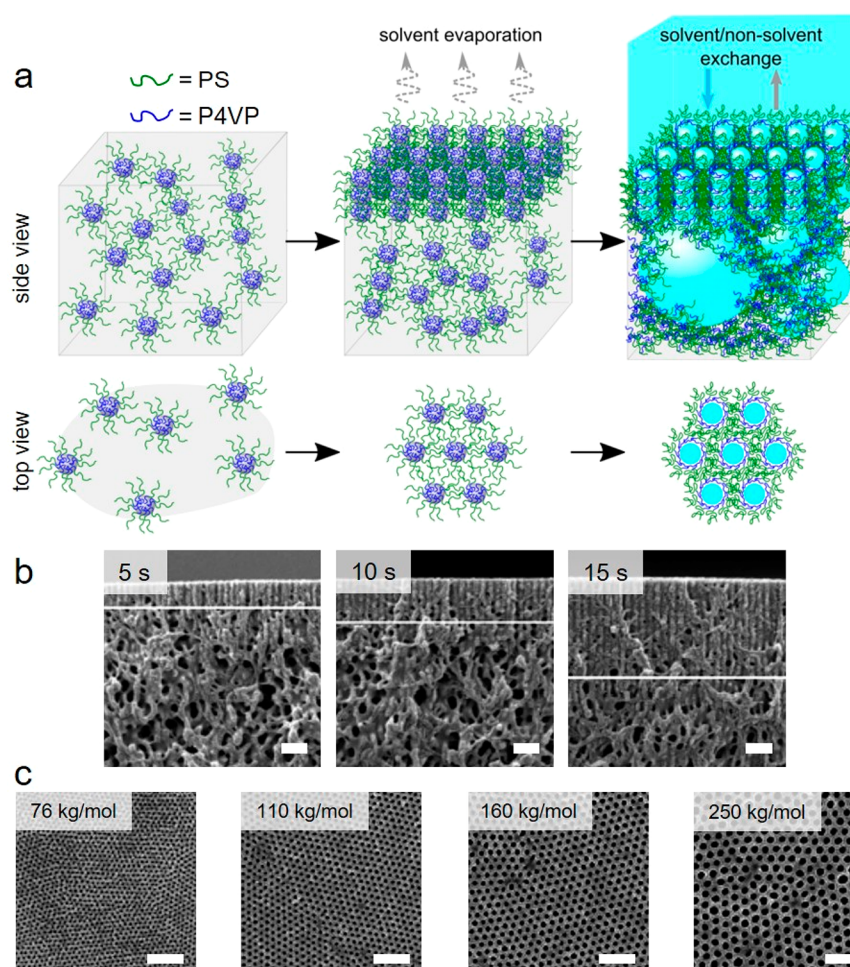 solvent evaporation
solvent/non-solvent
exchange
a
= PS
= P4VP
side view
top view
b
5 s
10 s
15 s
c
76 kg/mol
110 kg/mol
160 kg/mol
250 kg/mol